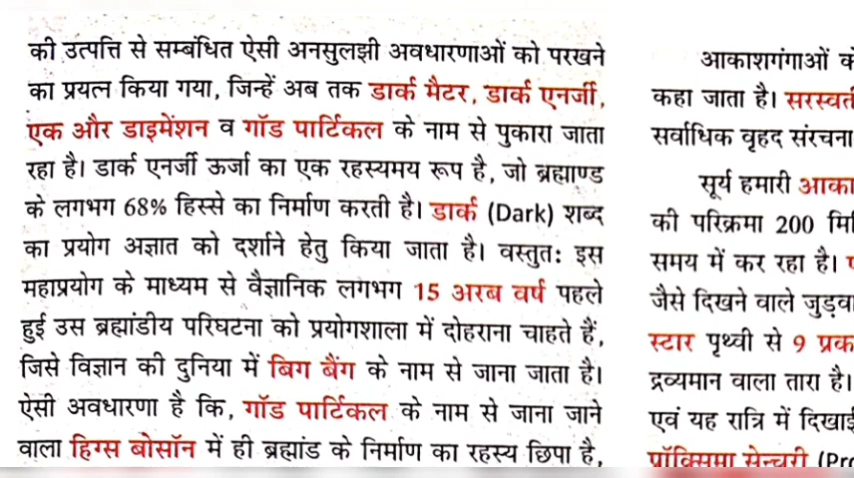 की उत्पत्ति से सम्बंधित ऐसी अनसुलझी अवधारणाओं को परखने
का प्रयत्न किया गया, जिन्हें अब तक डार्क मैटर, डार्क एनर्जी,
एक और डाइमेंशन व गॉड पार्टिकल के नाम से पुकारा जाता
रहा है। डार्क एनर्जी ऊर्जा का एक रहस्यमय रूप है, जो ब्रह्माण्ड
के लगभग 68% हिस्से का निर्माण करती है। डार्क (Dark) शब्द
का प्रयोग अज्ञात को दर्शाने हेतु किया जाता है। वस्तुतः इस
महाप्रयोग के माध्यम से वैज्ञानिक लगभग 15 अरब वर्ष पहले
हुई उस ब्रह्मांडीय परिघटना को प्रयोगशाला में दोहराना चाहते हैं,
जिसे विज्ञान की दुनिया में बिग बैंग के नाम से जाना जाता है।
ऐसी अवधारणा है कि, गॉड पार्टिकल के नाम से जाना जाने
वाला हिग्स बोसॉन में ही ब्रह्मांड के निर्माण का रहस्य छिपा है,
आकाशगंगाओं
कहा जाता है। सरस्वती
सर्वाधिक वृहद संरचना
सूर्य हमारी आका
की परिक्रमा 200 मि
समय में कर रहा है।
जैसे दिखने वाले जुड़वा
स्टार पृथ्वी से 9 प्रक
द्रव्यमान वाला तारा है।
एवं यह रात्रि में दिखाई
प्रॉक्सिमा सेन्चुरी (Pro